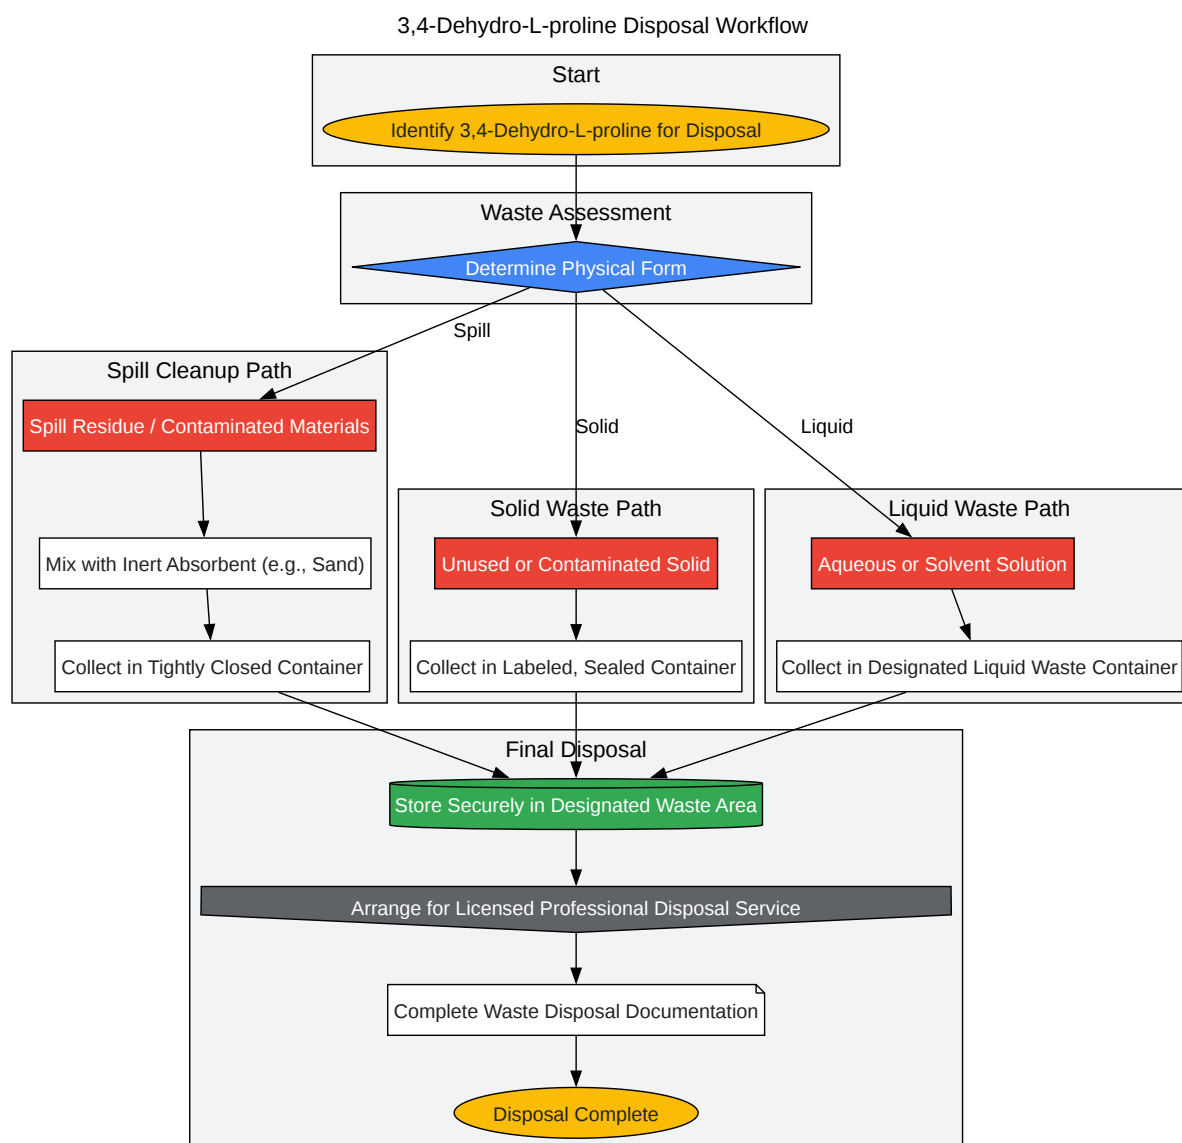 3,4-Dehydro-L-proline Disposal Workflow
Start
Identify 3,4-Dehydro-L-proline for Disposal
Waste Assessment
Determine Physical Form
Spill
Solid
Liquid
Spill Cleanup Path
Spill Residue / Contaminated Materials
Mix with Inert Absorbent (e.g., Sand)
Collect in Tightly Closed Container
Solid Waste Path
Unused or Contaminated Solid
Collect in Labeled, Sealed Container
Liquid Waste Path
Aqueous or Solvent Solution
Collect in Designated Liquid Waste Container
Final Disposal
Store Securely in Designated Waste Area
Arrange for Licensed Professional Disposal Service
Complete Waste Disposal Documentation
Disposal Complete